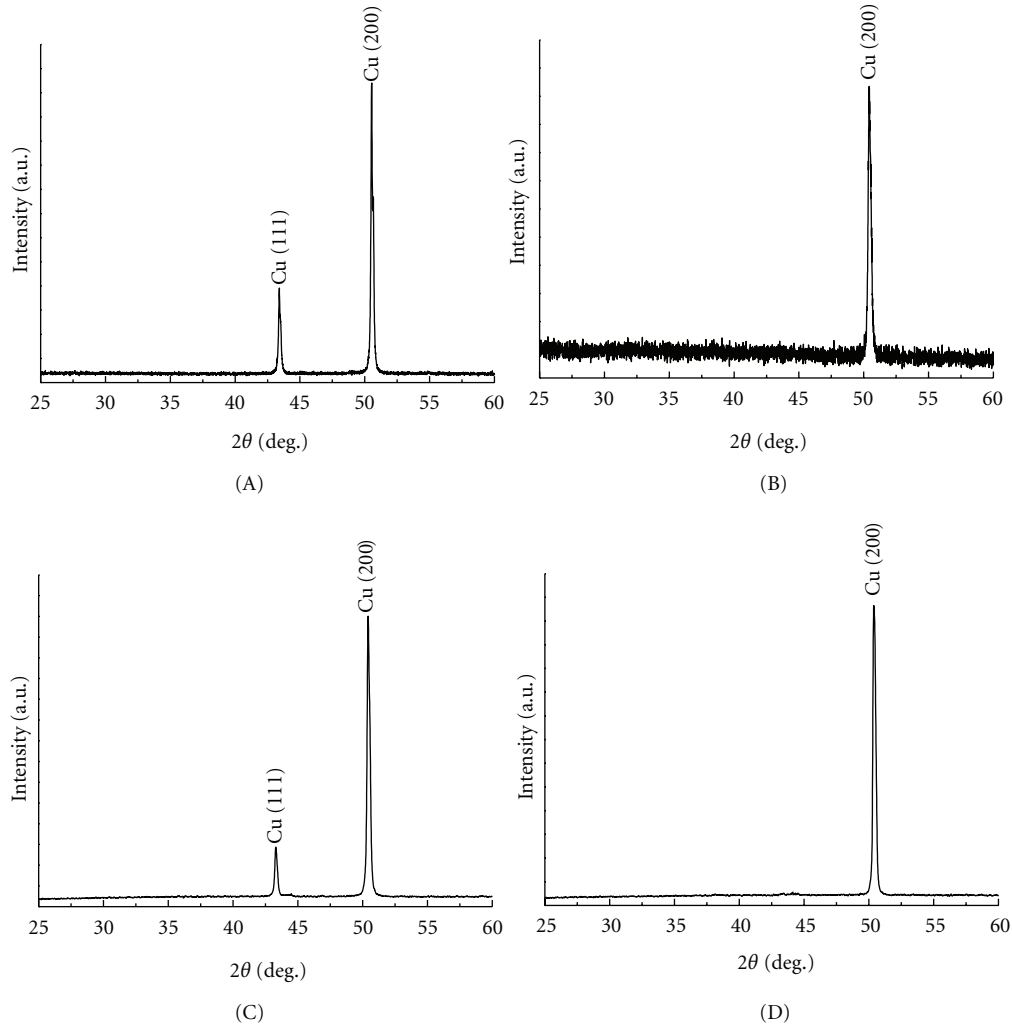 Cu (200)
Cu (111)
Intensity (a.u.)
25 30 35 40 45 50 55 60
2θ (deg.)
(A)
Cu (200)
Intensity (a.u.)
25 30 35 40 45 50 55 60
2θ (deg.)
(B)
Cu (200)
Cu (111)
Intensity (a.u.)
25 30 35 40 45 50 55 60
2θ (deg.)
(C)
Cu (200)
Intensity (a.u.)
25 30 35 40 45 50 55 60
2θ (deg.)
(D)